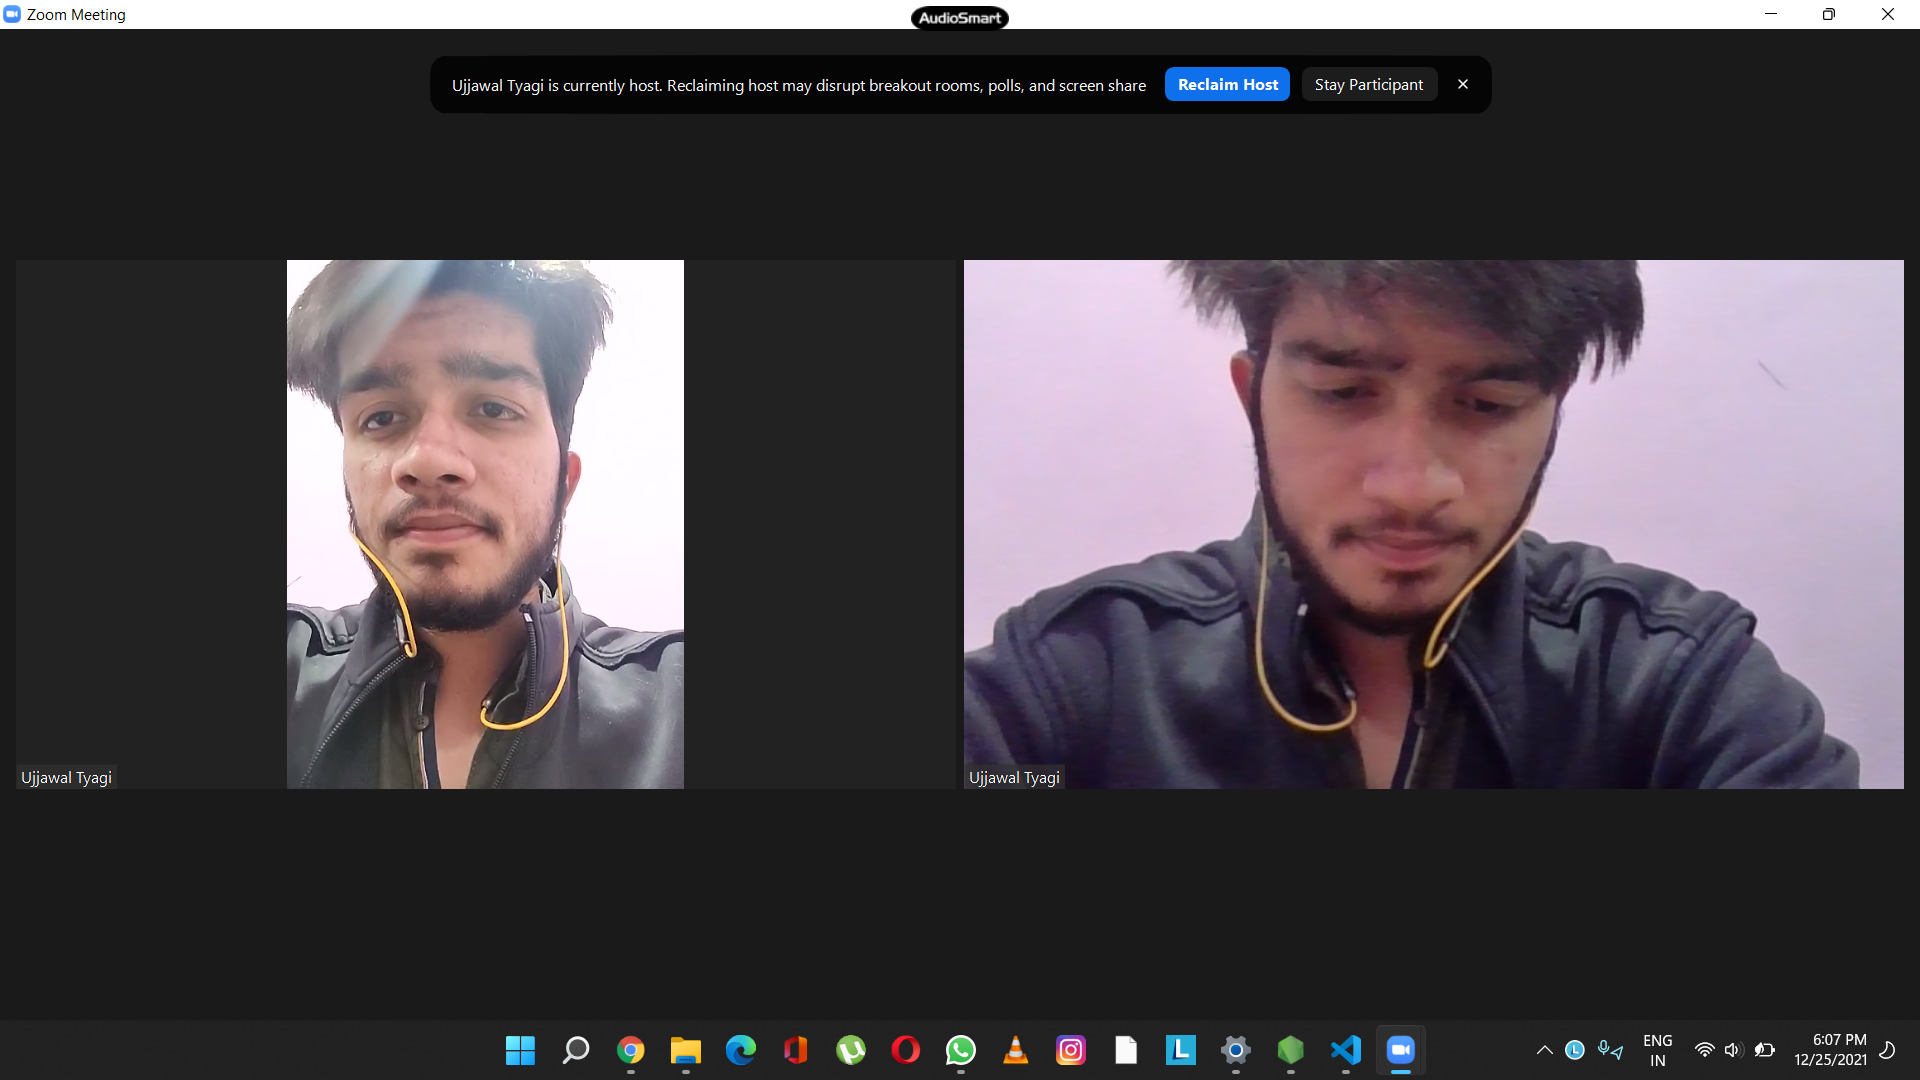 Zoom Meeting
AudioSmart
Ujjawal Tyagi is currently host. Reclaiming host may disrupt breakout rooms, polls, and screen share
Reclaim Host
Stay Participant
Ujjawal Tyagi
Ujjawal Tyagi
L
L
ENG
IN
6:07 PM
12/25/2021